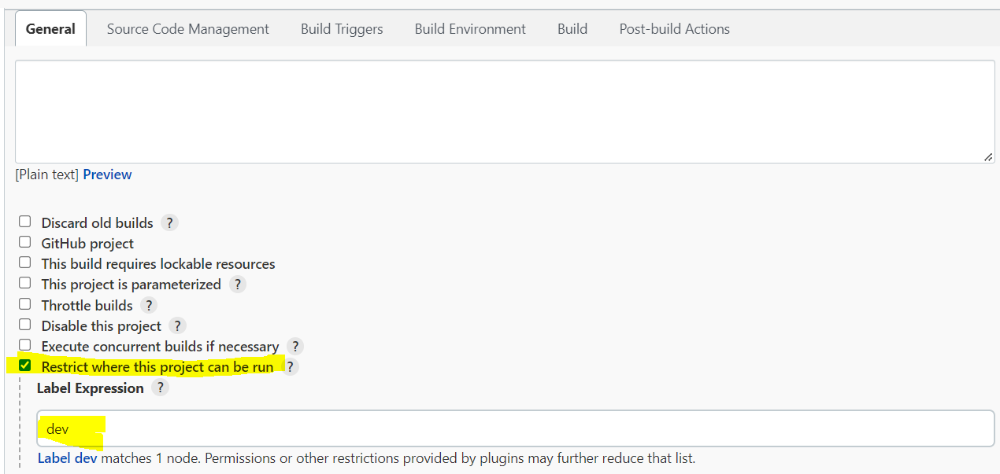 General Source Code Management Build Triggers Build Environment Build Post-build Actions
[Plain text] Preview
Discard old builds ?
GitHub project
This build requires lockable resources
This project is parameterized ?
Throttle builds ?
Disable this project ?
Execute concurrent builds if necessary ?
Restrict where this project can be run ?
Label Expression ?
dev
Label dev matches 1 node. Permissions or other restrictions provided by plugins may further reduce that list.